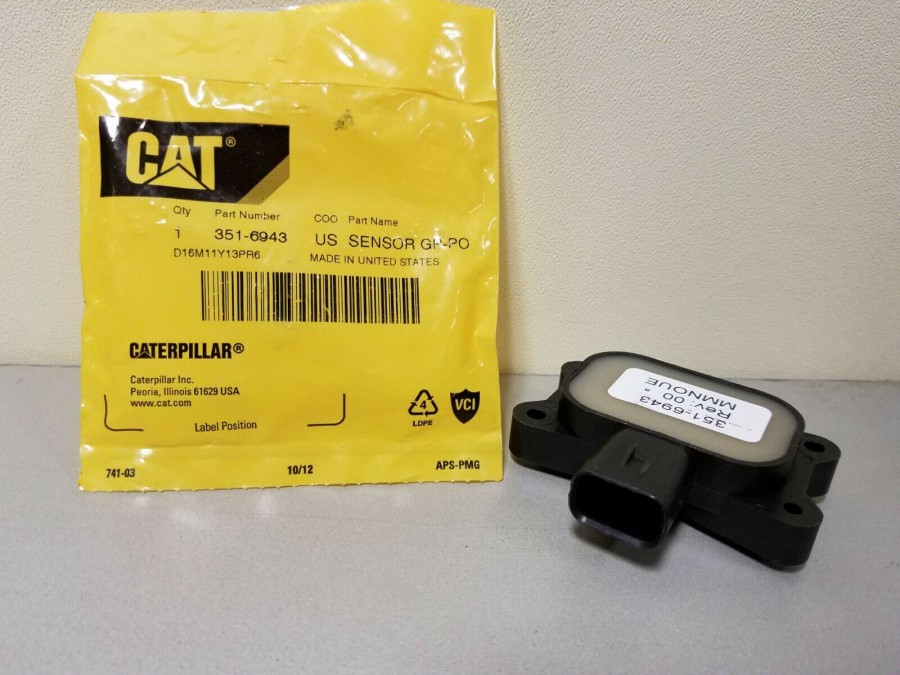 CAT®
Qty Part Number COO Part Name
1 351-6943 US SENSOR GP-PO
D16M11Y13PR6 MADE IN UNITED STATES
CATERPILLAR®
Caterpillar Inc.
Peoria, Illinois 61629 USA
www.cat.com
Label Position
4
LDPE
VCI
741-03 10/12 APS-PMG
351-6943
Rev: 00
MMNOUE